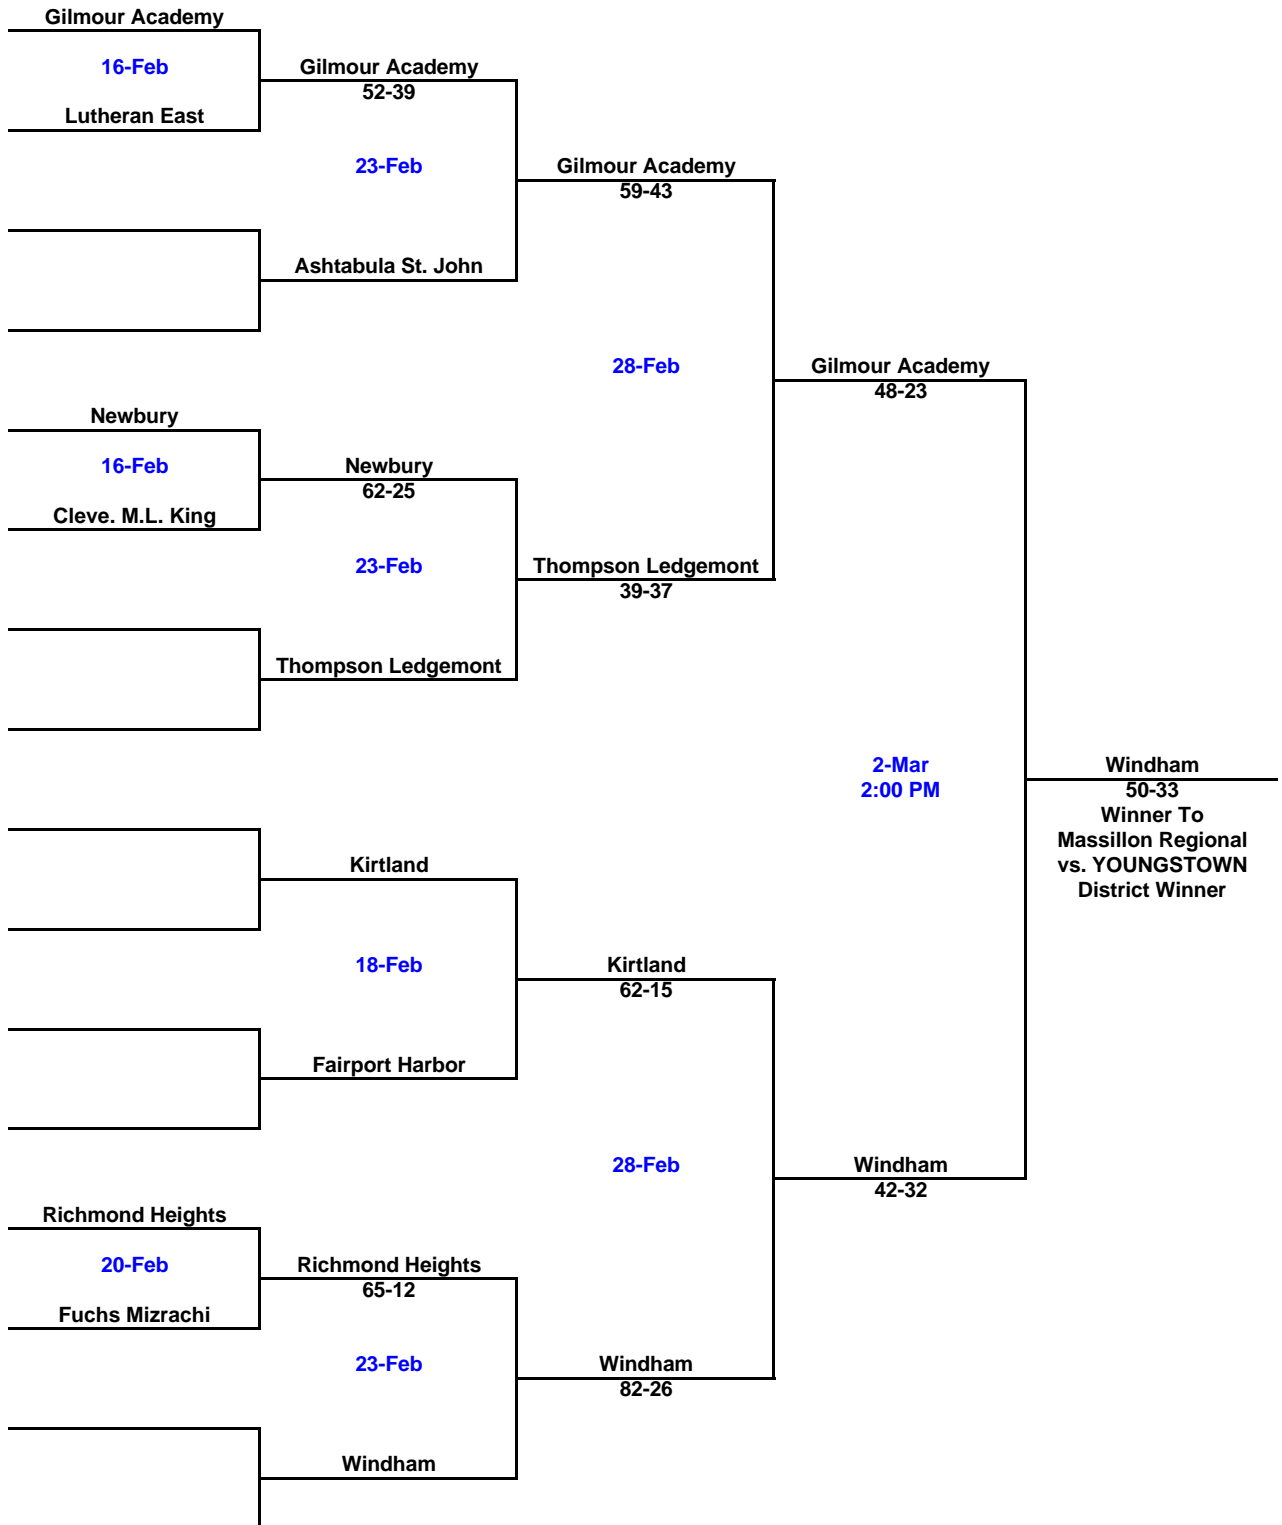 Gilmour Academy
16-Feb
Gilmour Academy
52-39
Lutheran East
23-Feb
Gilmour Academy
59-43
Ashtabula St. John
28-Feb
Gilmour Academy
48-23
Newbury
16-Feb
Newbury
62-25
Cleve. M.L. King
23-Feb
Thompson Ledgemont
39-37
Thompson Ledgemont
2-Mar
2:00 PM
Windham
50-33
Winner To
Massillon Regional
vs. YOUNGSTOWN
District Winner
Kirtland
18-Feb
Kirtland
62-15
Fairport Harbor
28-Feb
Windham
42-32
Richmond Heights
20-Feb
Richmond Heights
65-12
Fuchs Mizrachi
23-Feb
Windham
82-26
Windham